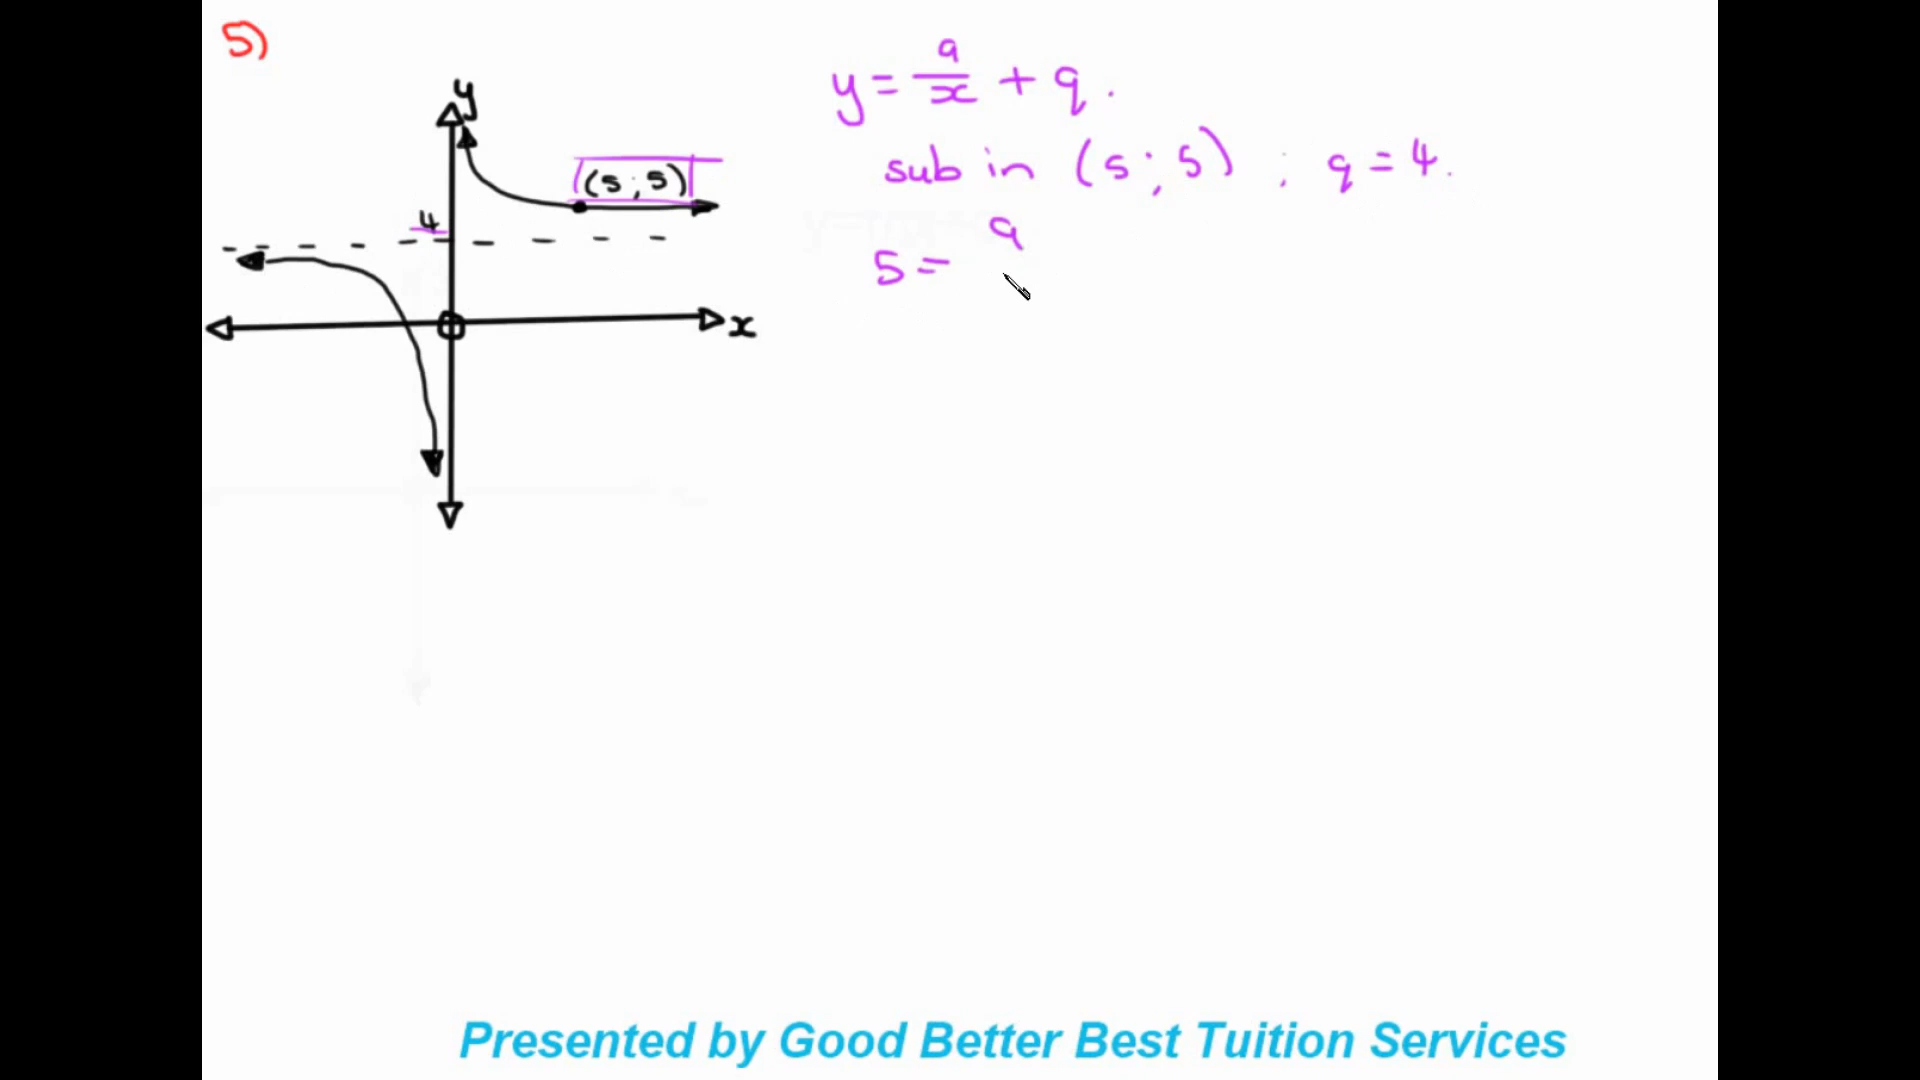 5)
y
y = a/x + q.
(5 ; 5)
sub in (5 ; 5) ; q = 4.
4
5 = a
x
Presented by Good Better Best Tuition Services